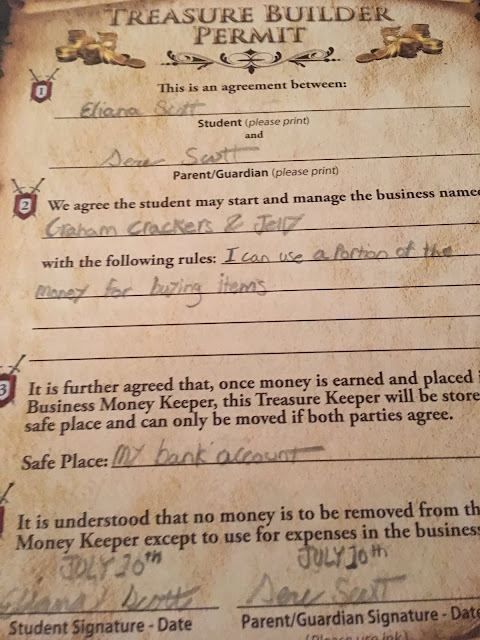 TREASURE BUILDER
PERMIT
1
This is an agreement between:
Eliana Scott
Student (please print)
and
Scott
Parent/Guardian (please print)
2 We agree the student may start and manage the business name
Graham Crackers & Jelly
with the following rules: I can use a Portion of the
money for buying items
3 It is further agreed that, once money is earned and placed i
Business Money Keeper, this Treasure Keeper will be store
safe place and can only be moved if both parties agree.
Safe Place: My bank account
It is understood that no money is to be removed from th
Money Keeper except to use for expenses in the business
JULY 10th JULY 10th
Eliana Scott Scott
Student Signature - Date Parent/Guardian Signature - Date
(Please use ink)